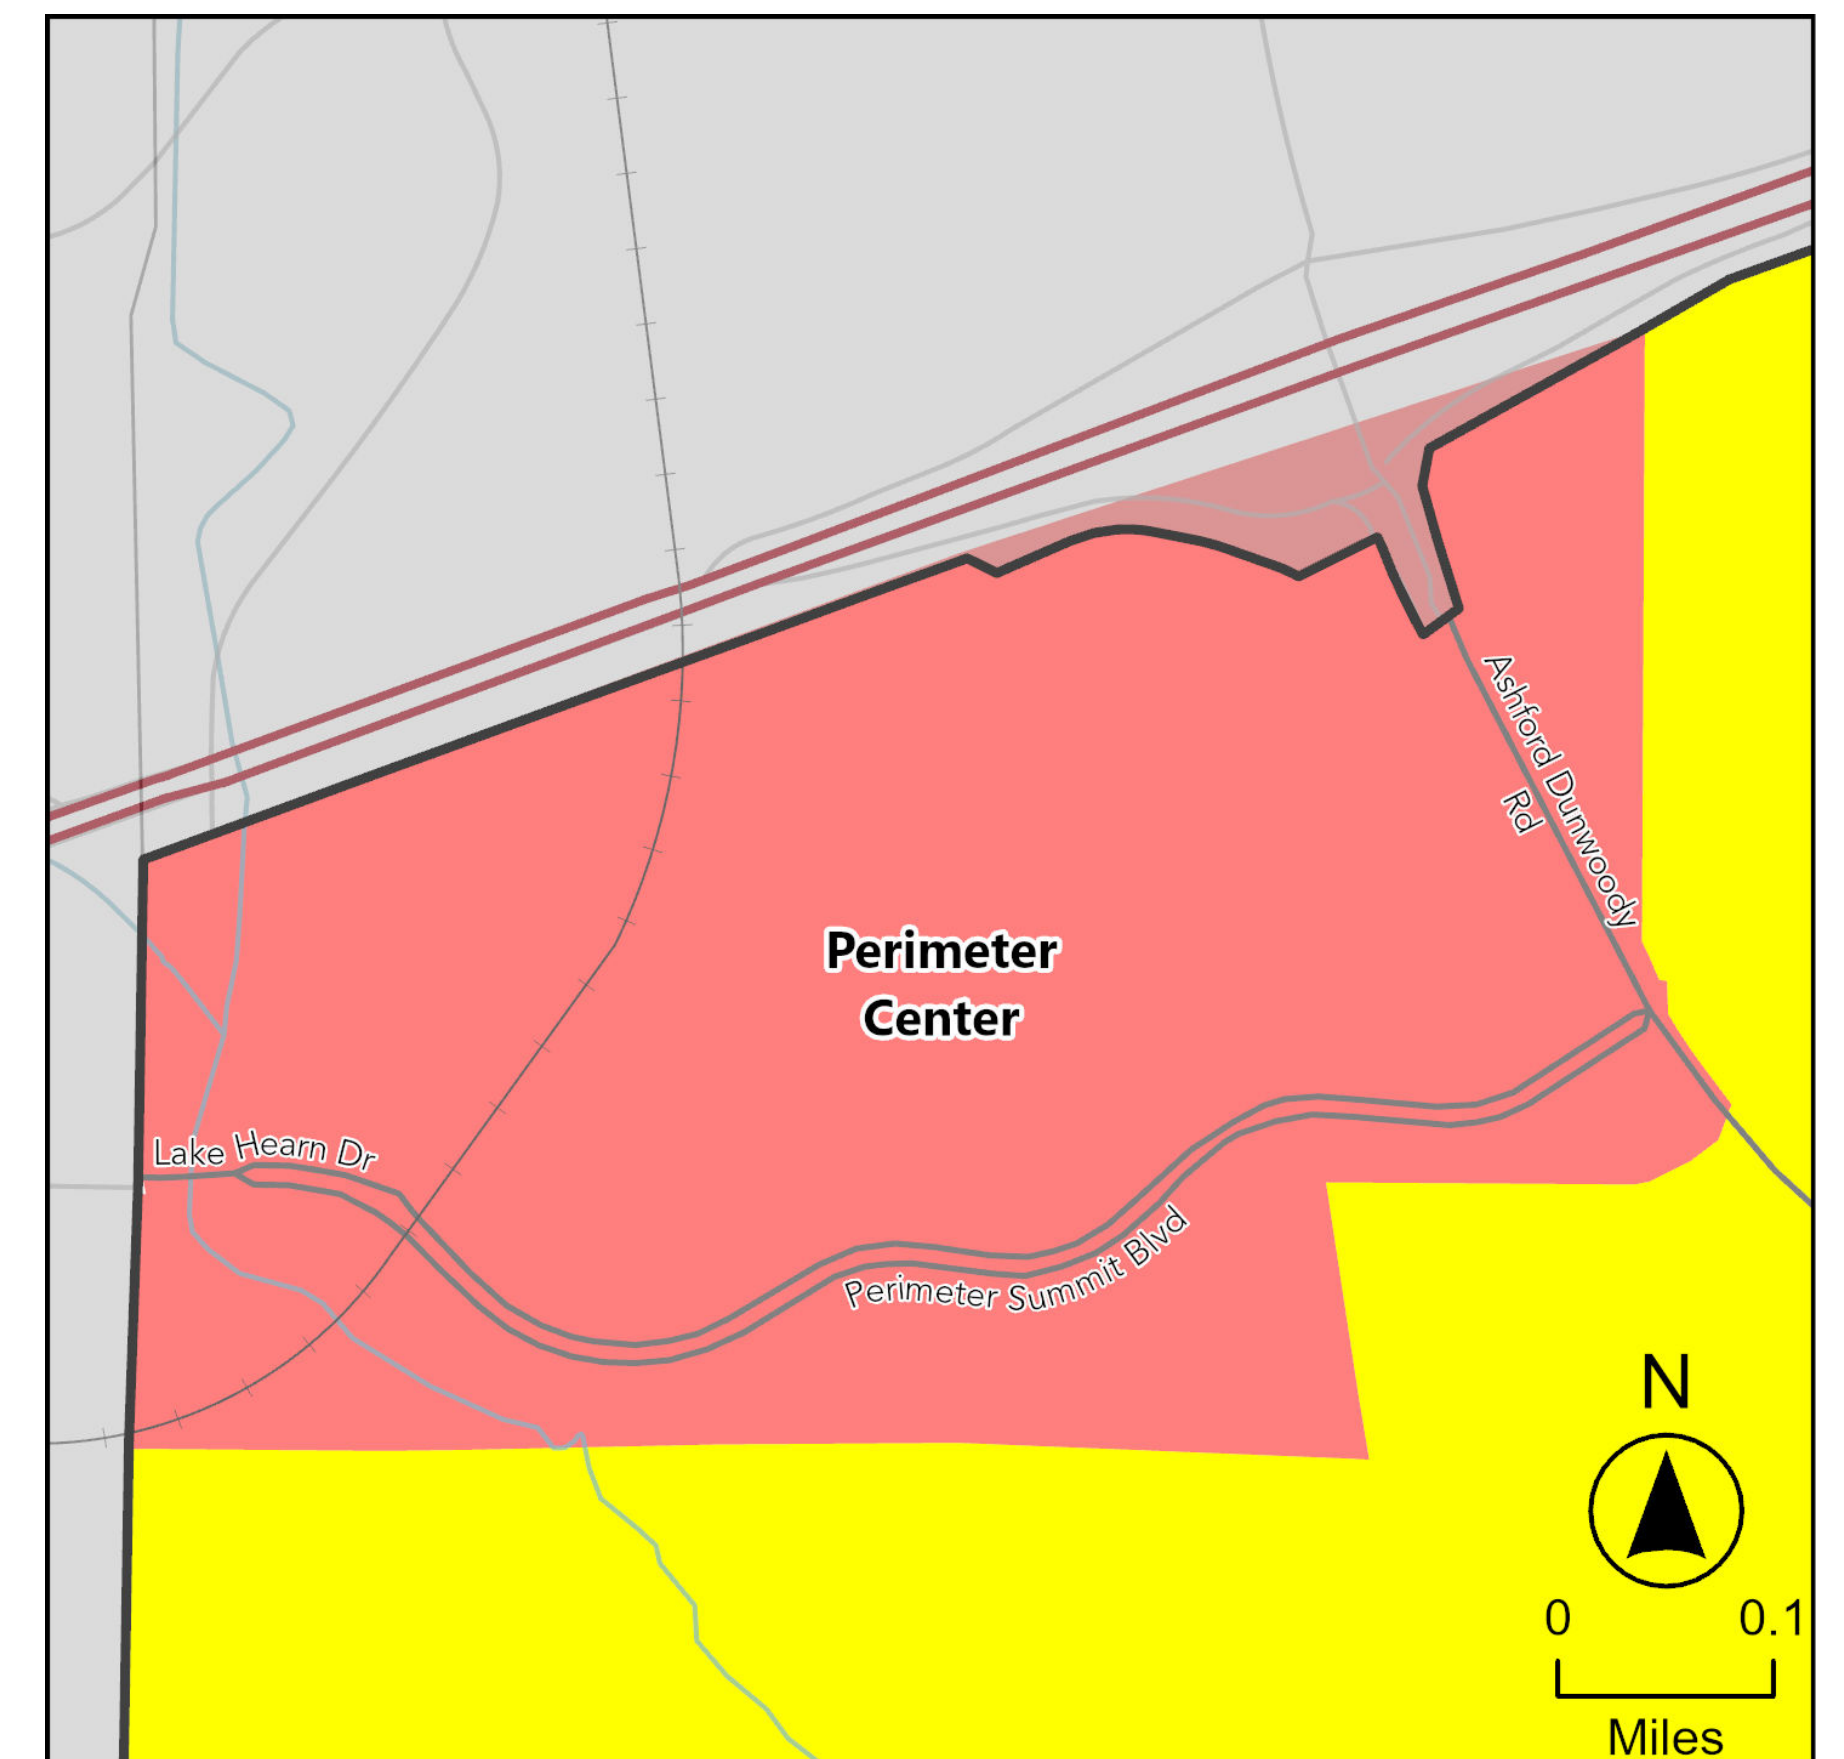 Ashford Dunwoody
Rd
Perimeter
Center
Lake Hearn Dr
Perimeter Summit Blvd
N
0 0.1
Miles